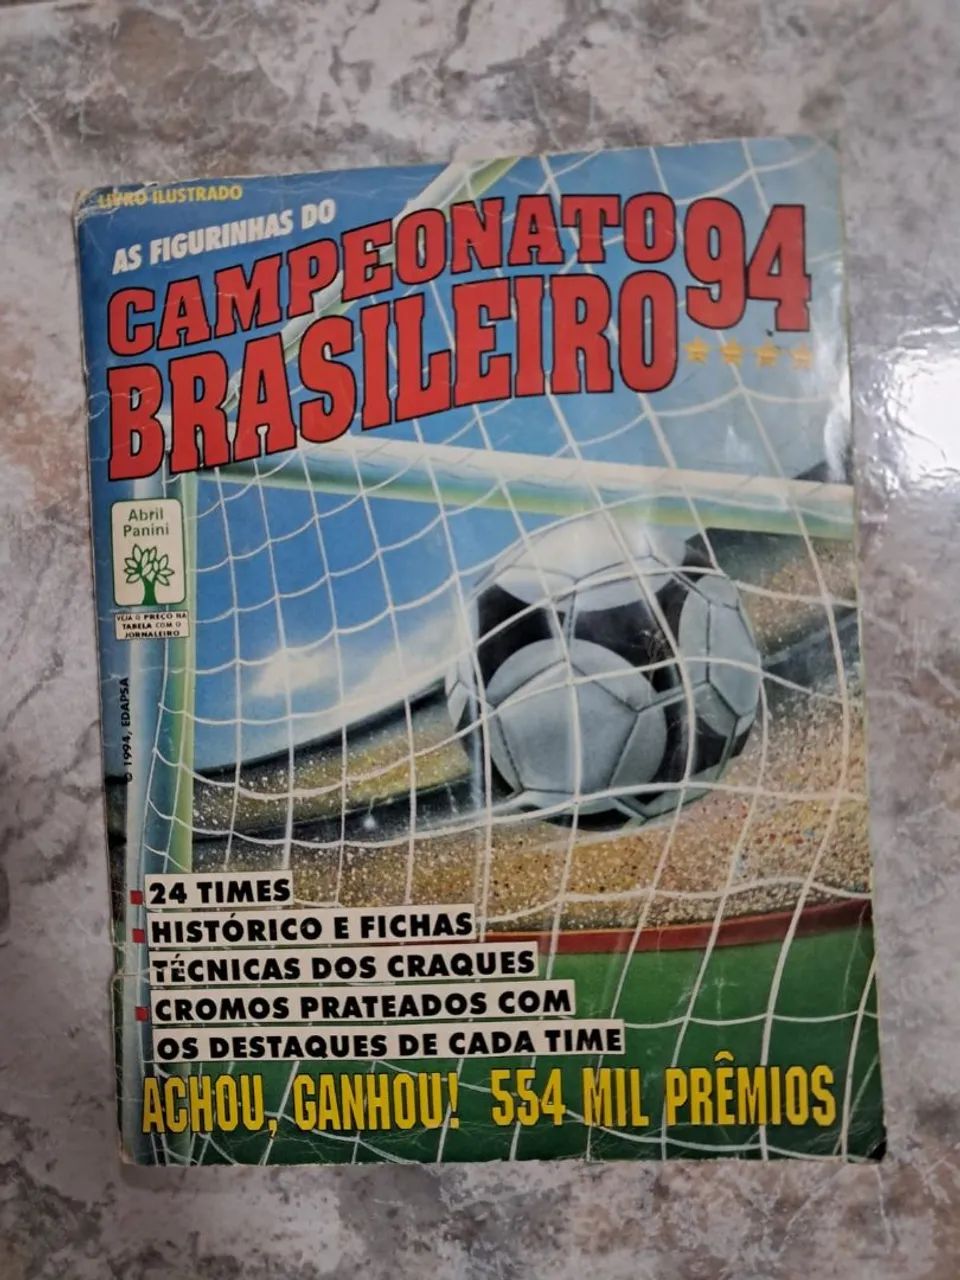 LIVRO ILUSTRADO
AS FIGURINHAS DO
CAMPEONATO
BRASILEIRO 94
Abril
Panini
VEJA O PREÇO NA
TABELA COM O
JORNALEIRO
© 1994, EDAPSA
24 TIMES
HISTÓRICO E FICHAS
TÉCNICAS DOS CRAQUES
CROMOS PRATEADOS COM
OS DESTAQUES DE CADA TIME
ACHOU, GANHOU! 554 MIL PRÊMIOS